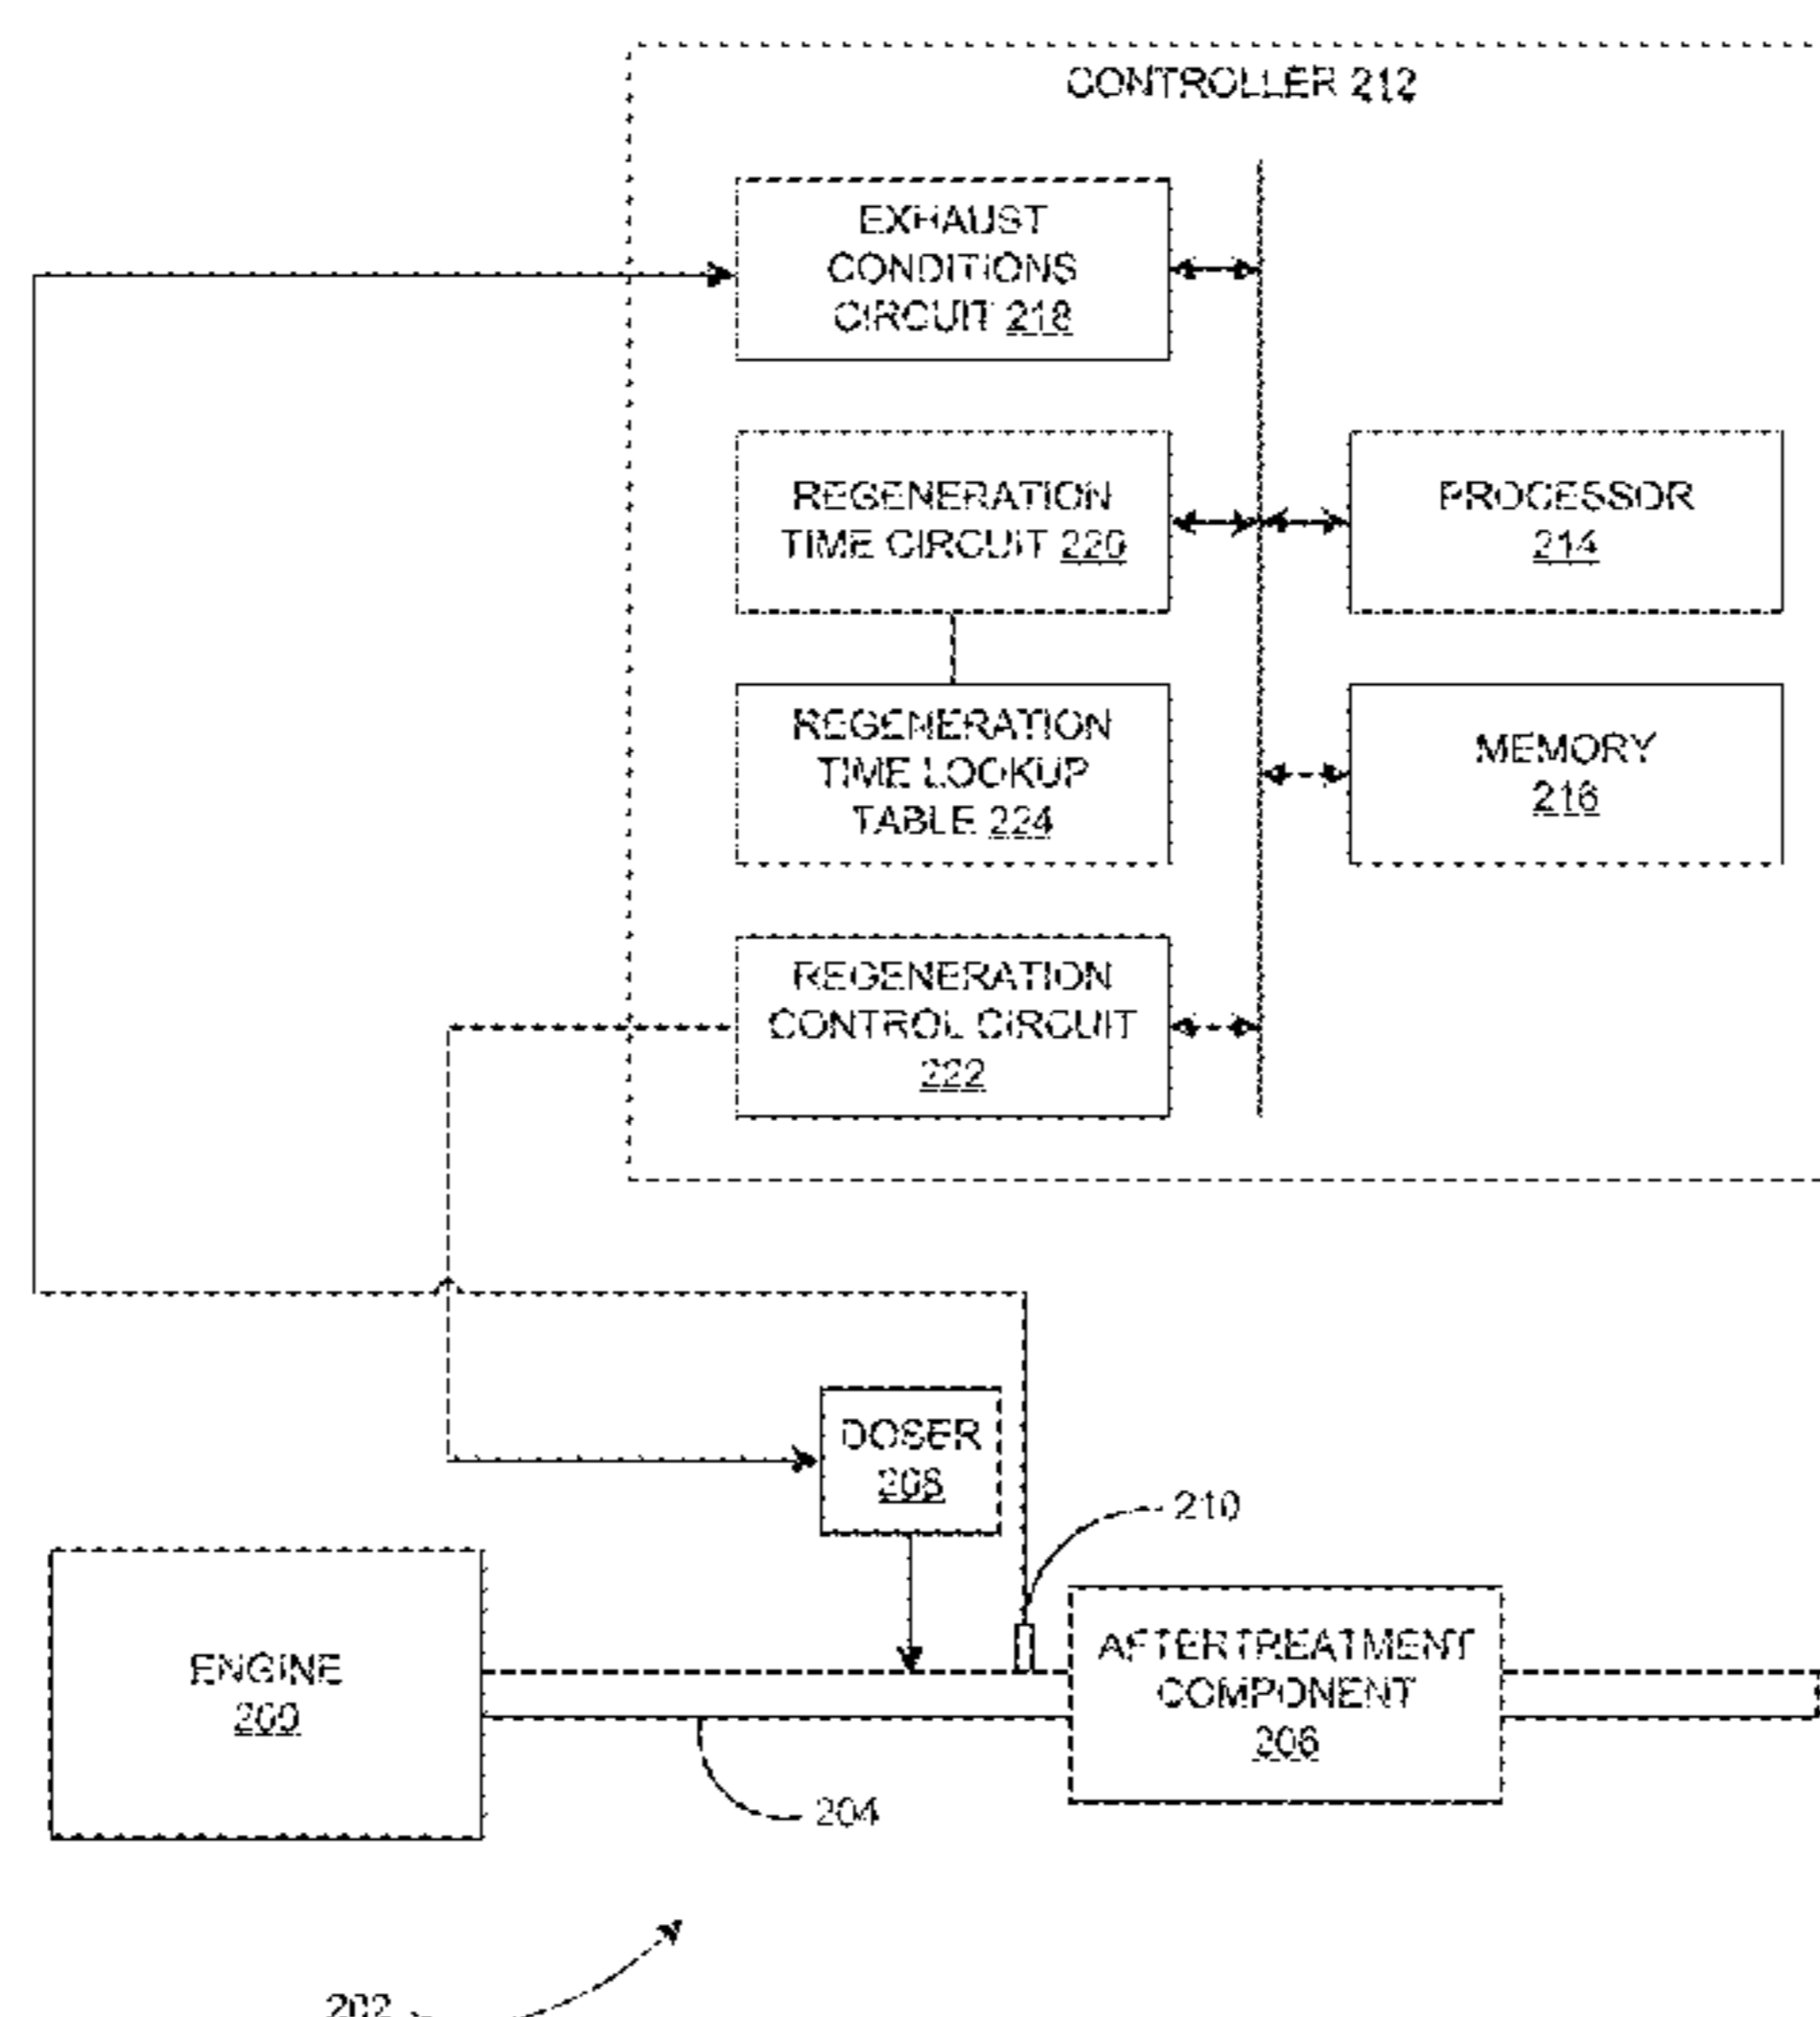 CONTROLLER 212
EXHAUST
CONDITIONS
CIRCUIT 218
REGENERATION
TIME CIRCUIT 220
PROCESSOR
214
REGENERATION
TIME LOOKUP
TABLE 224
MEMORY
216
REGENERATION
CONTROL CIRCUIT
222
DOSER
208
210
ENGINE
200
AFTERTREATMENT
COMPONENT
206
204
202